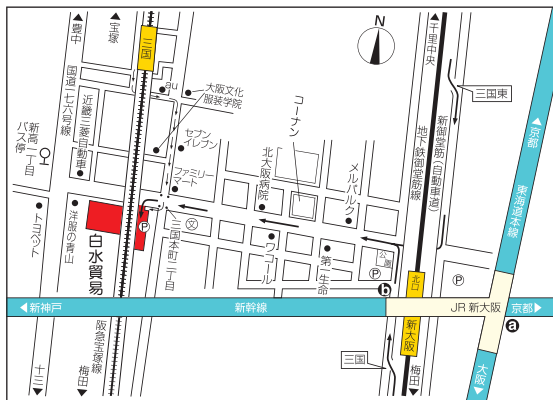 豊中
宝塚
三国
N
千里中央
国道一七六号線
近畿三菱自動車
au
大阪文化
服装学院
三国東
新高一丁目
バス停
セブン
イレブン
コーナン
地下鉄御堂筋線
新御堂筋(自動車道)
京都
東海道本線
ファミリー
マート
北大阪病院
メルパルク
トヨペット
洋服の青山
白水貿易
P
文
三国本町二丁目
ワコール
第一生命
公園
P
P
b
北口
新神戸
新幹線
JR 新大阪
京都
阪急宝塚線
新大阪
a
三国
十三
梅田
梅田
大阪